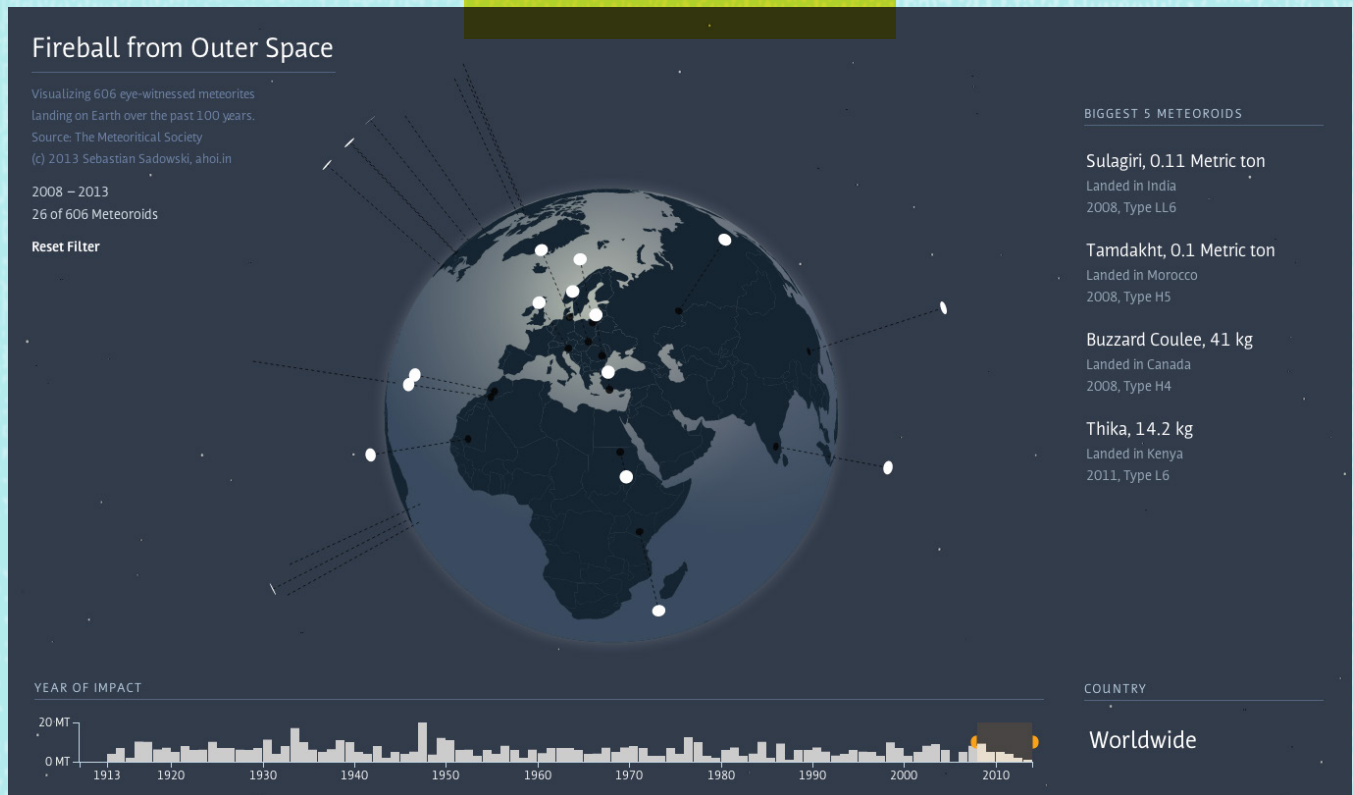 Fireball from Outer Space
Visualizing 606 eye-witnessed meteorites
landing on Earth over the past 100 years.
Source: The Meteoritical Society
(c) 2013 Sebastian Sadowski, ahoi.in
2008 – 2013
26 of 606 Meteoroids
Reset Filter
BIGGEST 5 METEOROIDS
Sulagiri, 0.11 Metric ton
Landed in India
2008, Type LL6
Tamdakht, 0.1 Metric ton
Landed in Morocco
2008, Type H5
Buzzard Coulee, 41 kg
Landed in Canada
2008, Type H4
Thika, 14.2 kg
Landed in Kenya
2011, Type L6
YEAR OF IMPACT
20 MT
0 MT
1913 1920 1930 1940 1950 1960 1970 1980 1990 2000 2010
COUNTRY
Worldwide